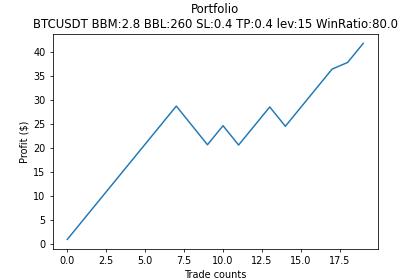 Portfolio
BTCUSDT BBM:2.8 BBL:260 SL:0.4 TP:0.4 lev:15 WinRatio:80.0
40
35
30
25
20
15
10
5
0
Profit ($)
0.0 2.5 5.0 7.5 10.0 12.5 15.0 17.5
Trade counts